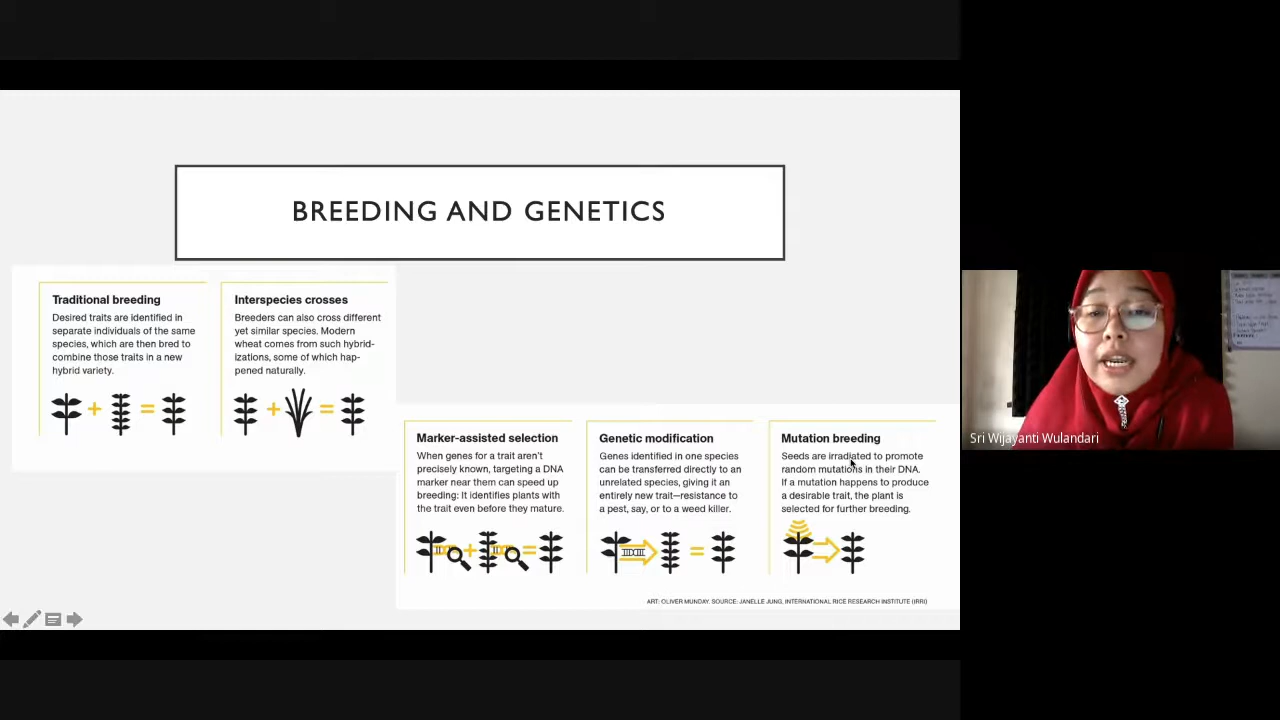 BREEDING AND GENETICS
Traditional breeding
Desired traits are identified in
separate individuals of the same
species, which are then bred to
combine those traits in a new
hybrid variety.
Interspecies crosses
Breeders can also cross different
yet similar species. Modern
wheat comes from such hybrid-
izations, some of which hap-
pened naturally.
Marker-assisted selection
When genes for a trait aren't
precisely known, targeting a DNA
marker near them can speed up
breeding: It identifies plants with
the trait even before they mature.
Genetic modification
Genes identified in one species
can be transferred directly to an
unrelated species, giving it an
entirely new trait—resistance to
a pest, say, or to a weed killer.
Mutation breeding
Seeds are irradiated to promote
random mutations in their DNA.
If a mutation happens to produce
a desirable trait, the plant is
selected for further breeding.
ART: OLIVER MUNDAY. SOURCE: JANELLE JUNG, INTERNATIONAL RICE RESEARCH INSTITUTE (IRRI)
Sri Wijayanti Wulandari